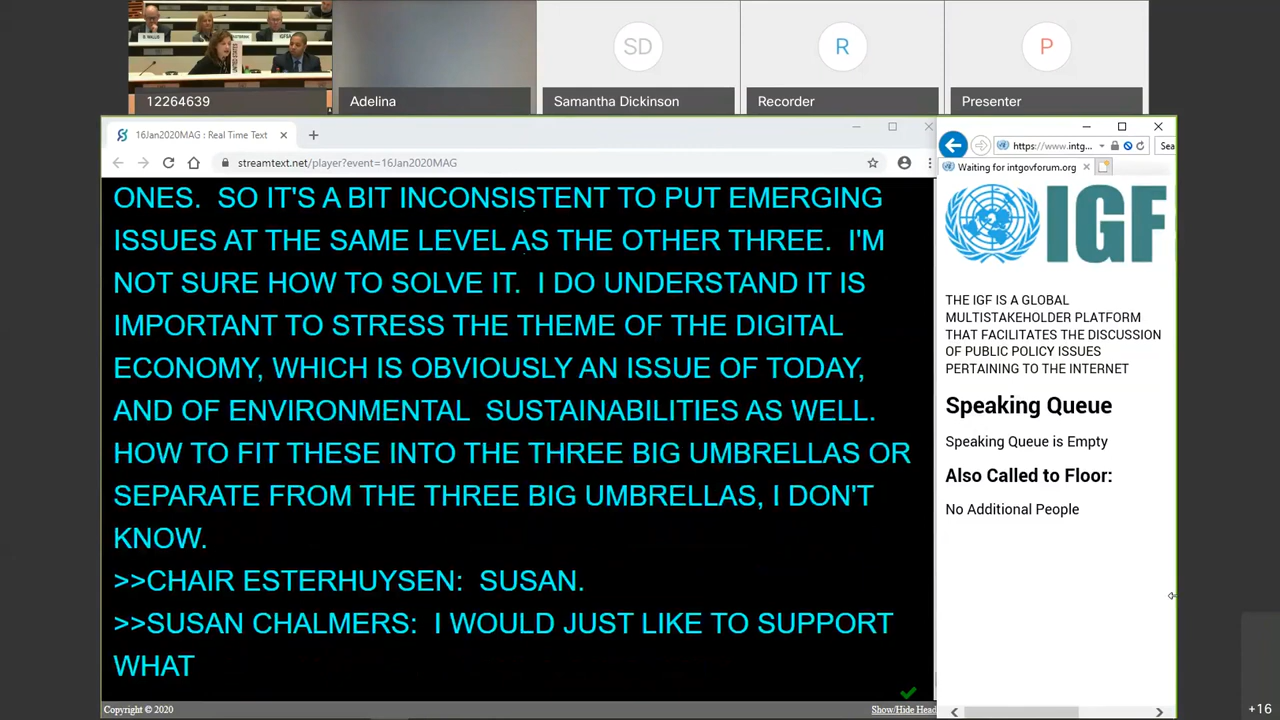 UNITED STATES
12264639
Adelina
SD
Samantha Dickinson
R
Recorder
P
Presenter
16Jan2020MAG : Real Time Text
streamtext.net/player?event=16Jan2020MAG
ONES. SO IT'S A BIT INCONSISTENT TO PUT EMERGING
ISSUES AT THE SAME LEVEL AS THE OTHER THREE. I'M
NOT SURE HOW TO SOLVE IT. I DO UNDERSTAND IT IS
IMPORTANT TO STRESS THE THEME OF THE DIGITAL
ECONOMY, WHICH IS OBVIOUSLY AN ISSUE OF TODAY,
AND OF ENVIRONMENTAL SUSTAINABILITIES AS WELL.
HOW TO FIT THESE INTO THE THREE BIG UMBRELLAS OR
SEPARATE FROM THE THREE BIG UMBRELLAS, I DON'T
KNOW.
>>CHAIR ESTERHUYSEN: SUSAN.
>>SUSAN CHALMERS: I WOULD JUST LIKE TO SUPPORT
WHAT
Copyright © 2020
Show/Hide Head
https://www.intg...
Sea
Waiting for intgovforum.org
IGF
THE IGF IS A GLOBAL
MULTISTAKEHOLDER PLATFORM
THAT FACILITATES THE DISCUSSION
OF PUBLIC POLICY ISSUES
PERTAINING TO THE INTERNET
Speaking Queue
Speaking Queue is Empty
Also Called to Floor:
No Additional People
+16